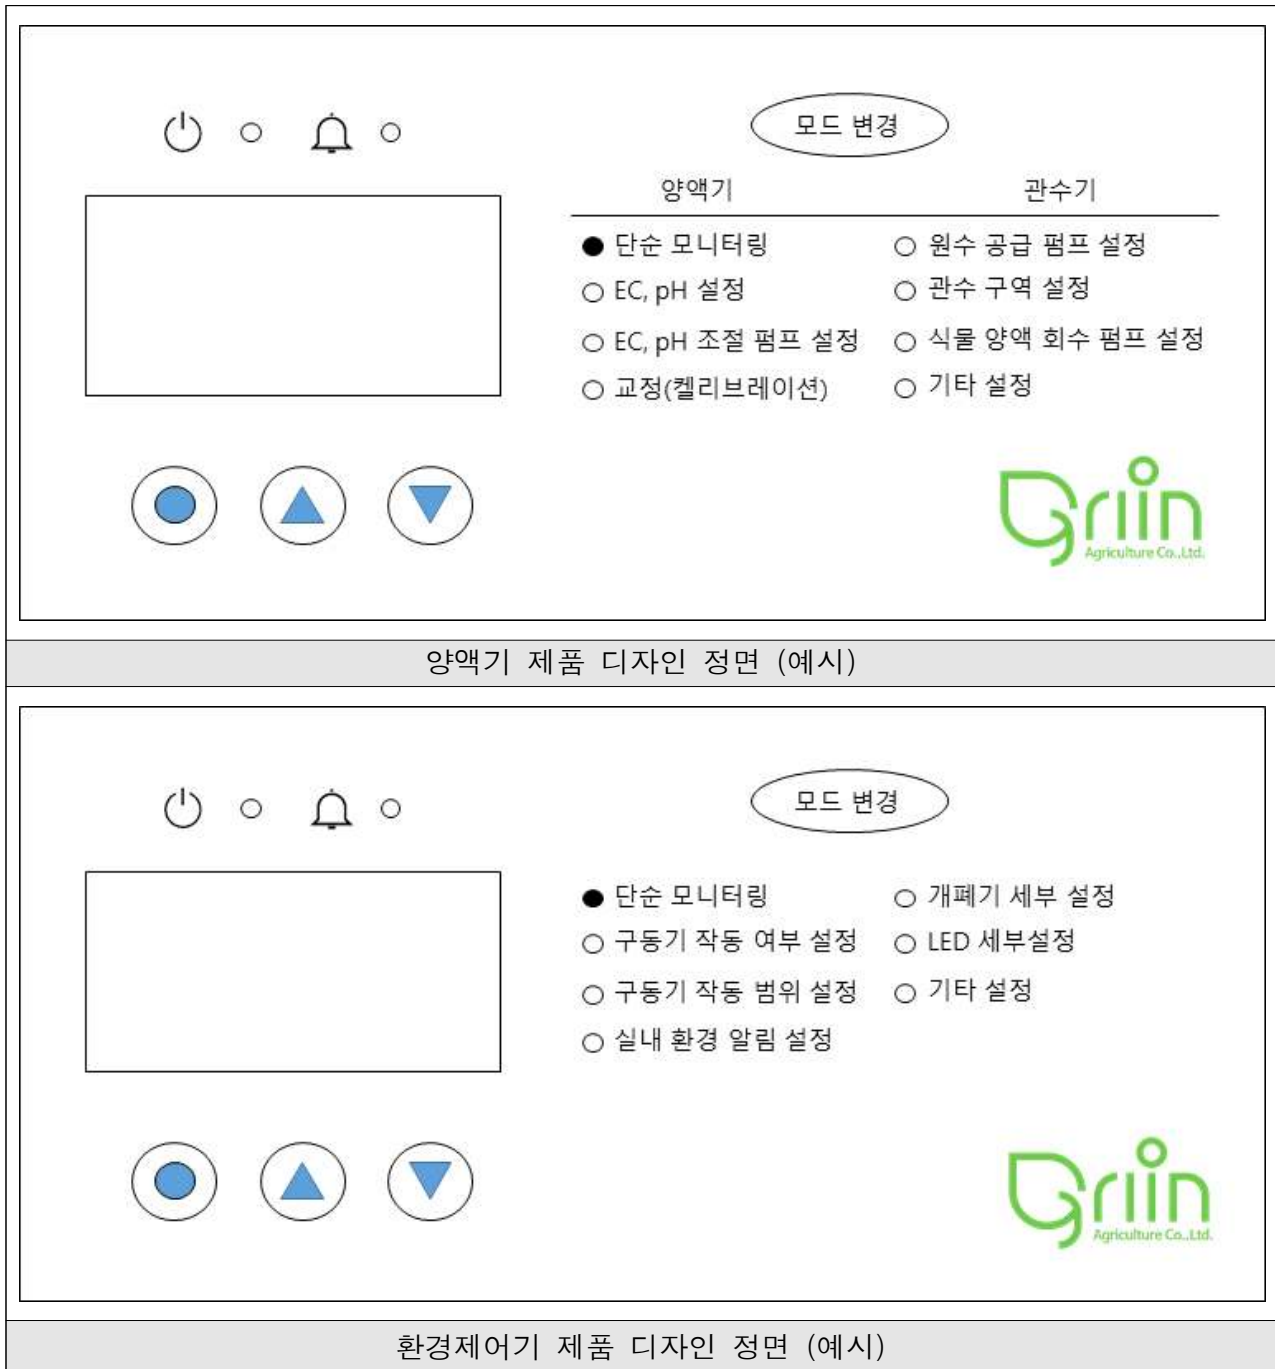 모드 변경
양액기 관수기
단순 모니터링 원수 공급 펌프 설정
EC, pH 설정 관수 구역 설정
EC, pH 조절 펌프 설정 식물 양액 회수 펌프 설정
교정(켈리브레이션) 기타 설정
Griin
Agriculture Co.,Ltd.
양액기 제품 디자인 정면 (예시)
모드 변경
단순 모니터링 개폐기 세부 설정
구동기 작동 여부 설정 LED 세부설정
구동기 작동 범위 설정 기타 설정
실내 환경 알림 설정
Griin
Agriculture Co.,Ltd.
환경제어기 제품 디자인 정면 (예시)